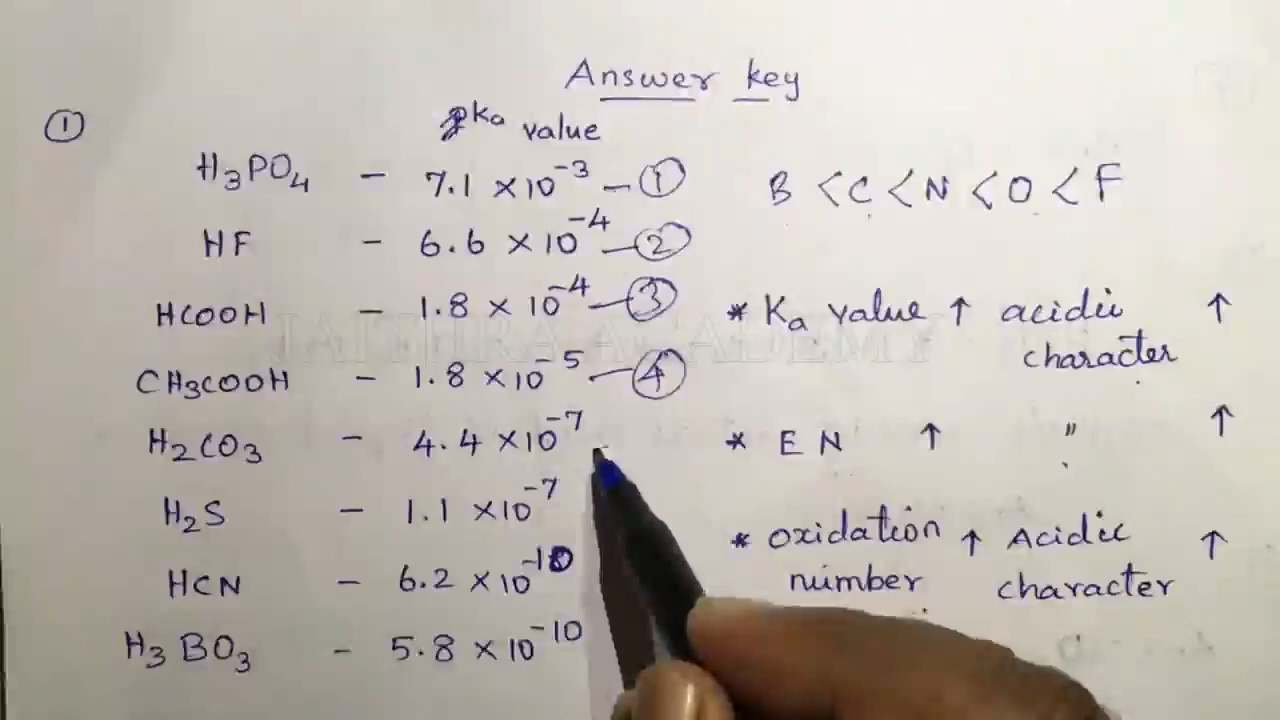 Answer key
①
Ka value
H3PO4 - 7.1 × 10⁻³ - ①
HF - 6.6 × 10⁻⁴ - ②
HCOOH - 1.8 × 10⁻⁴ - ③
CH3COOH - 1.8 × 10⁻⁵ - ④
H2CO3 - 4.4 × 10⁻⁷
H2S - 1.1 × 10⁻⁷
HCN - 6.2 × 10⁻¹⁰
H3BO3 - 5.8 × 10⁻¹⁰
B < C < N < O < F
* Ka value ↑ acidic ↑
character
* E N ↑ " ↑
* Oxidation ↑ Acidic ↑
number character
JAITHRA ACADEMY